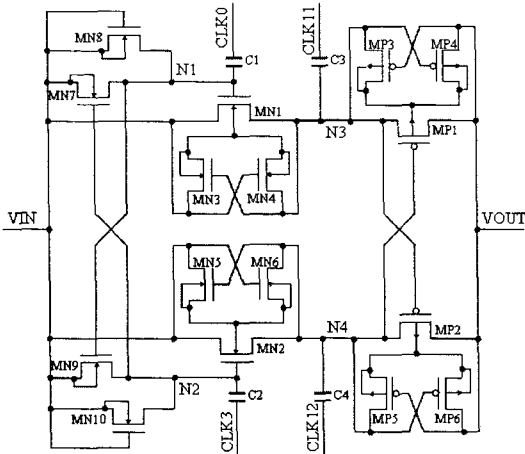 CLK0
CLK11
MN8
N1
C1
C3
MP3
MP4
MN7
MN1
N3
MP1
MN3
MN4
VIN
VOUT
MN5
MN6
N4
MP2
MN9
MN2
N2
C2
C4
MN10
MP5
MP6
CLK3
CLK12